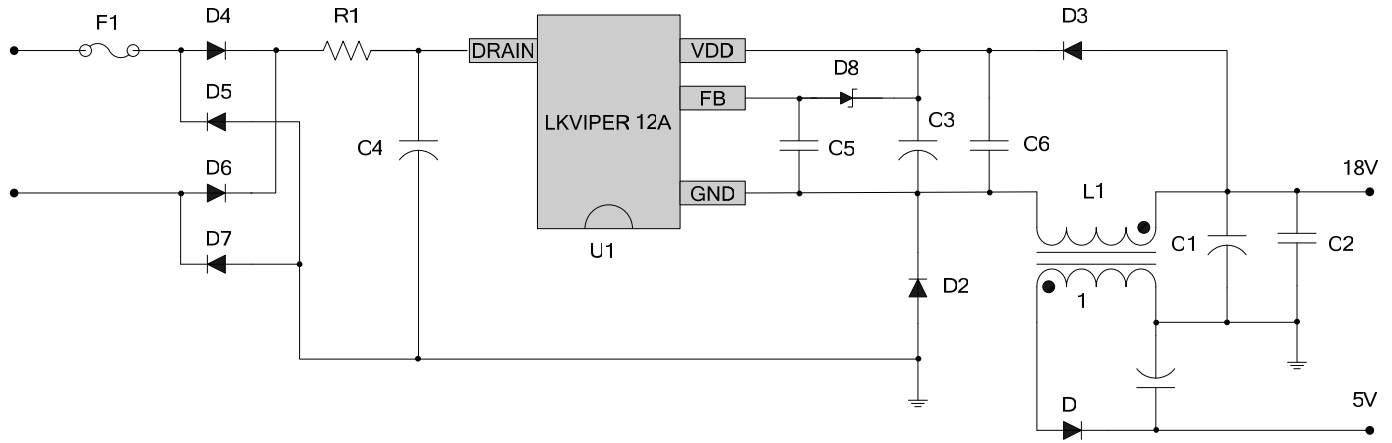 F1
D4
R1
D3
DRAIN
VDD
D8
D5
FB
LKVIPER 12A
C3
C4
C5
C6
D6
18V
GND
L1
D7
U1
C1
C2
D2
1
D
5V